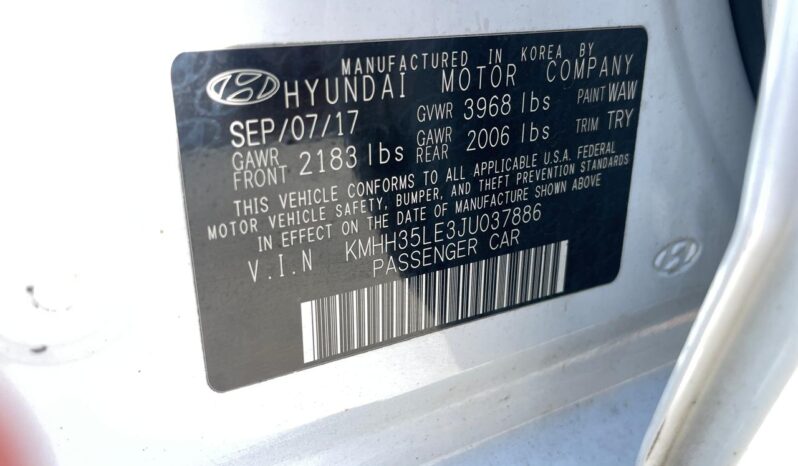 MANUFACTURED IN KOREA BY
HYUNDAI MOTOR COMPANY
SEP/07/17 GVWR 3968 lbs PAINT WAW
GAWR FRONT 2183 lbs GAWR REAR 2006 lbs TRIM TRY
THIS VEHICLE CONFORMS TO ALL APPLICABLE U.S.A. FEDERAL
MOTOR VEHICLE SAFETY, BUMPER, AND THEFT PREVENTION STANDARDS
IN EFFECT ON THE DATE OF MANUFACTURE SHOWN ABOVE
V.I.N KMHH35LE3JU037886
PASSENGER CAR